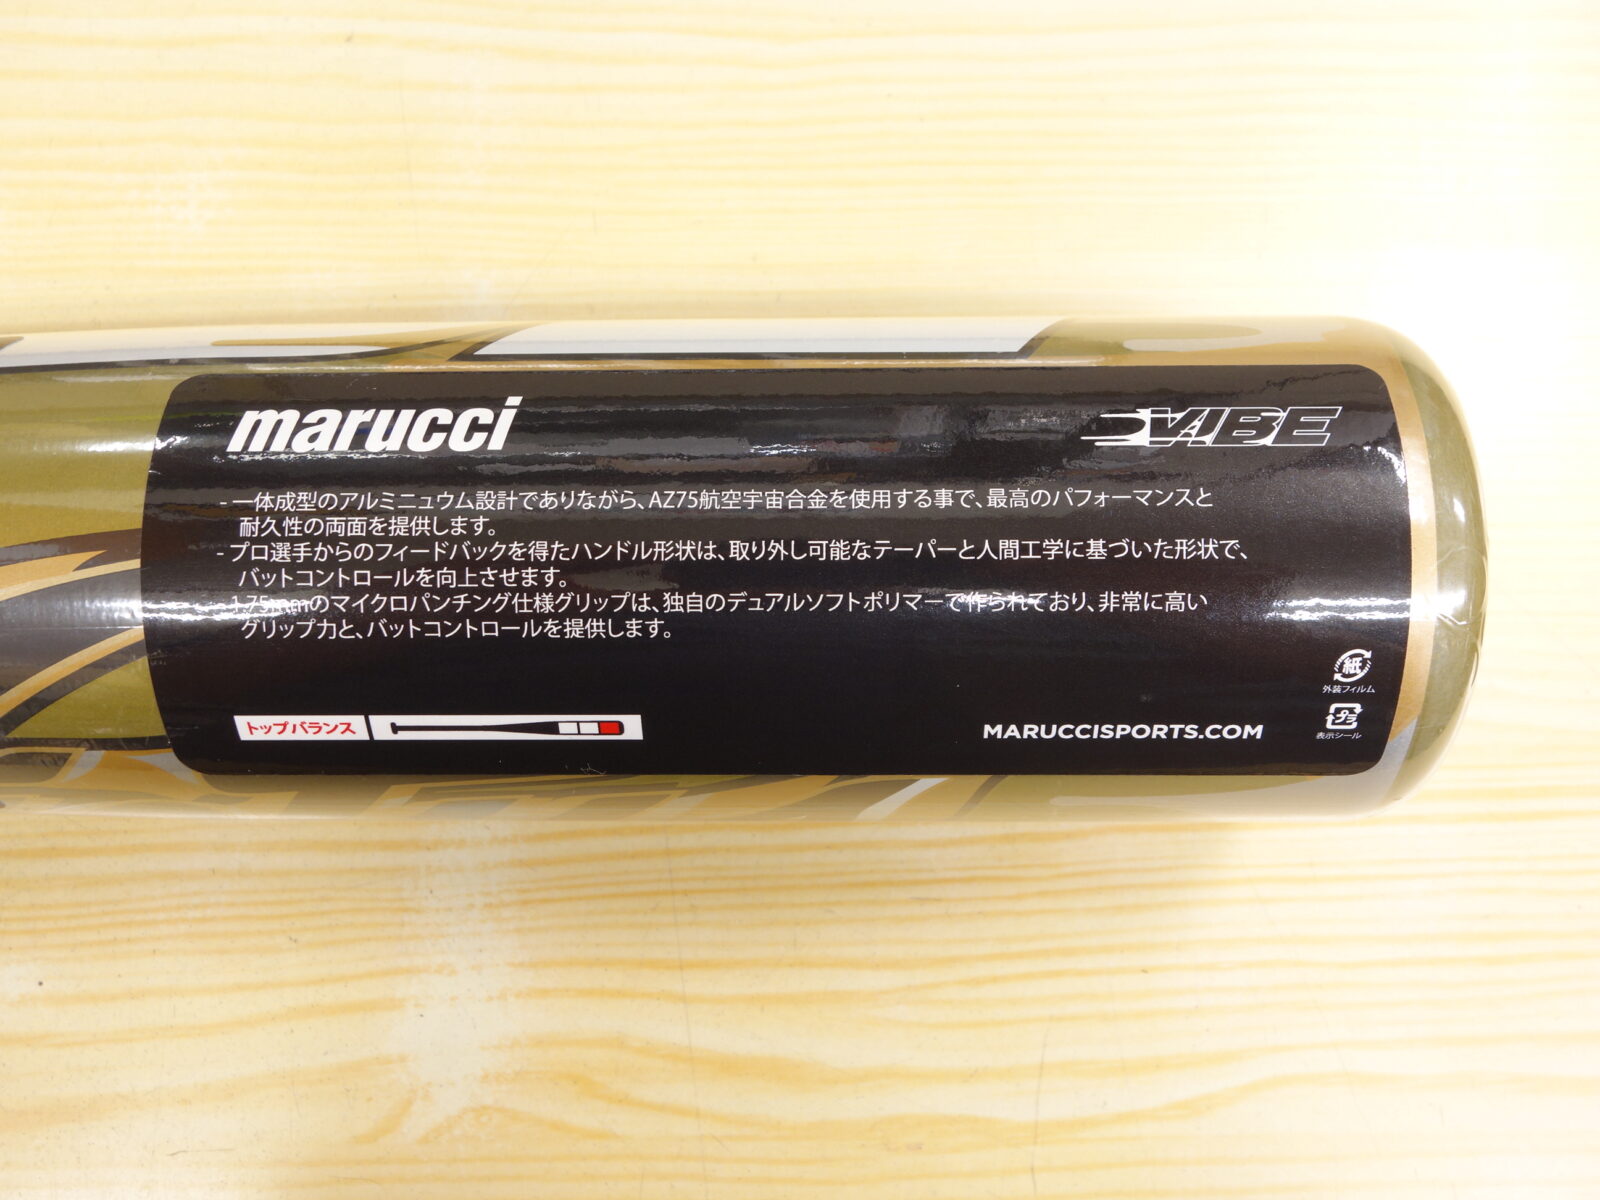 marucci
VIBE
- 一体成型のアルミニュウム設計でありながら、AZ75航空宇宙合金を使用する事で、最高のパフォーマンスと
耐久性の両面を提供します。
- プロ選手からのフィードバックを得たハンドル形状は、取り外し可能なテーパーと人間工学に基づいた形状で、
バットコントロールを向上させます。
- 1.75mmのマイクロパンチング仕様グリップは、独自のデュアルソフトポリマーで作られており、非常に高い
グリップ力と、バットコントロールを提供します。
紙
外装フィルム
トップバランス
MARUCCISPORTS.COM
プラ
表示シール